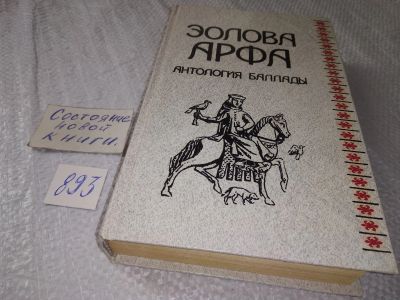 ЭОЛОВА
АРФА
АНТОЛОГИЯ БАЛЛАДЫ
Состояние
новой
книги.
893